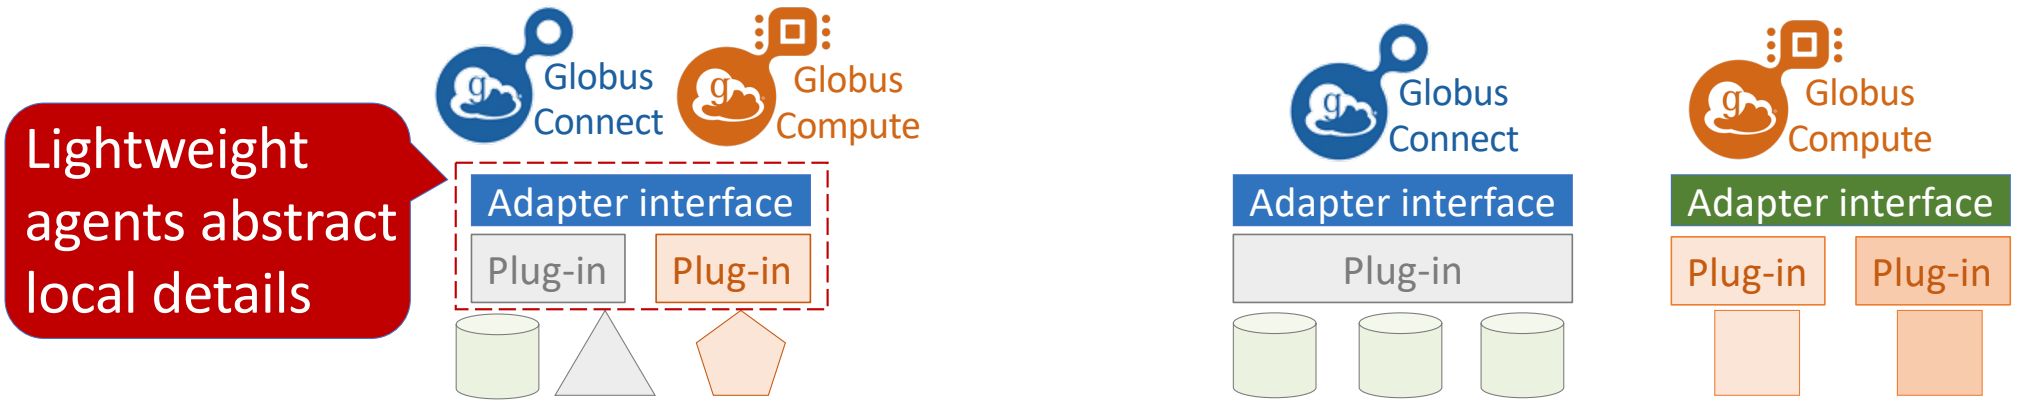 Lightweight
agents abstract
local details
g
Globus
Connect
g
Globus
Compute
Adapter interface
Plug-in
Plug-in
g
Globus
Connect
Adapter interface
Plug-in
g
Globus
Compute
Adapter interface
Plug-in
Plug-in